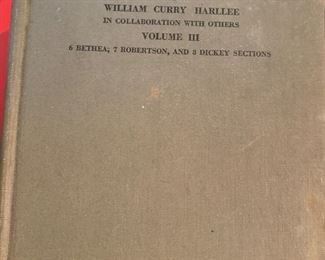 WILLIAM CURRY HARLLEE
IN COLLABORATION WITH OTHERS
VOLUME III
6 BETHEA; 7 ROBERTSON, AND 8 DICKEY SECTIONS